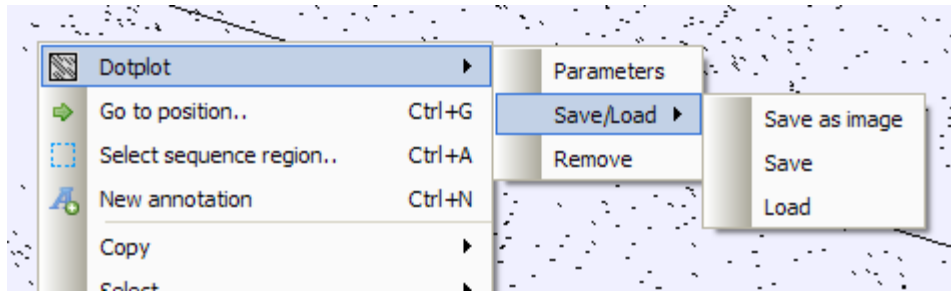 Dotplot
Go to position.. Ctrl+G
Select sequence region.. Ctrl+A
New annotation Ctrl+N
Copy
Select
Parameters
Save/Load
Remove
Save as image
Save
Load